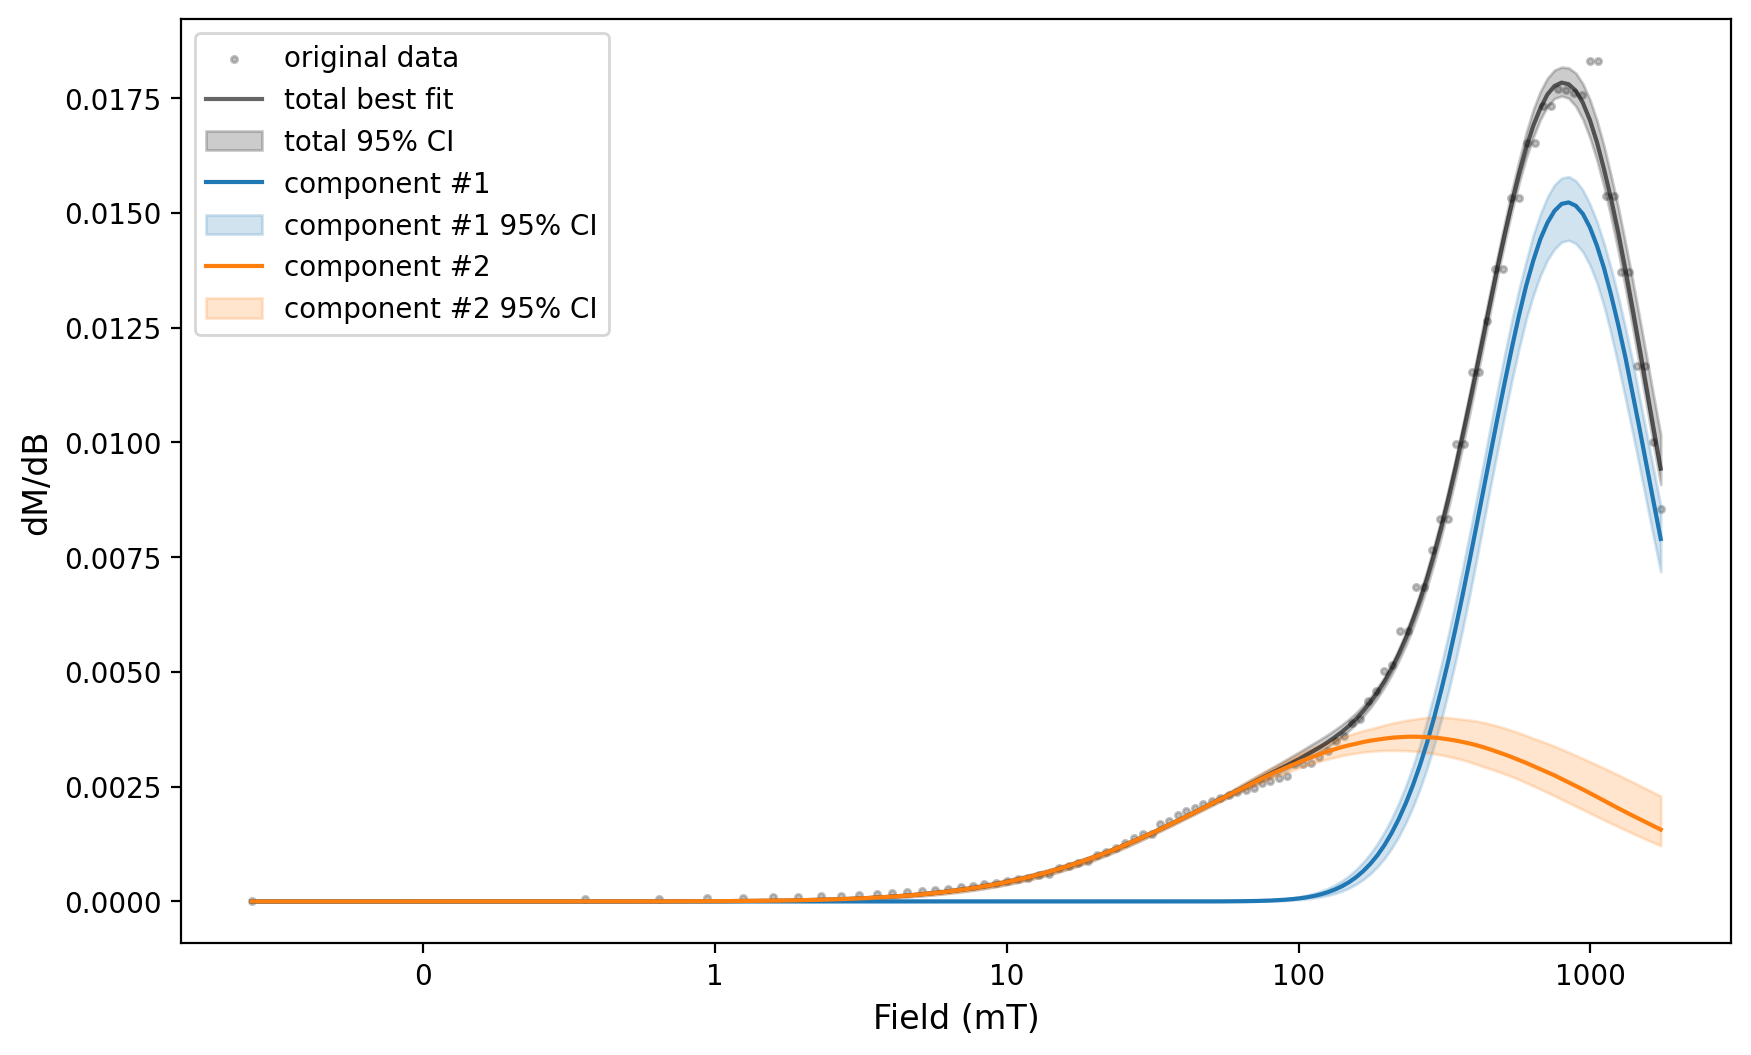 original data
total best fit
total 95% CI
component #1
component #1 95% CI
component #2
component #2 95% CI
dM/dB
0.0175
0.0150
0.0125
0.0100
0.0075
0.0050
0.0025
0.0000
0 1 10 100 1000
Field (mT)